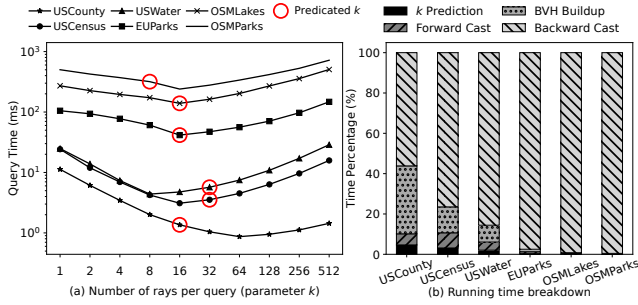 USCounty USWater OSMLakes Predicated k
USCensus EUParks OSMParks
Query Time (ms)
10³
10²
10¹
10⁰
1 2 4 8 16 32 64 128 256 512
(a) Number of rays per query (parameter k)
k Prediction BVH Buildup
Forward Cast Backward Cast
Time Percentage (%)
100
80
60
40
20
0
USCounty USCensus USWater EUParks OSMLakes OSMParks
(b) Running time breakdown